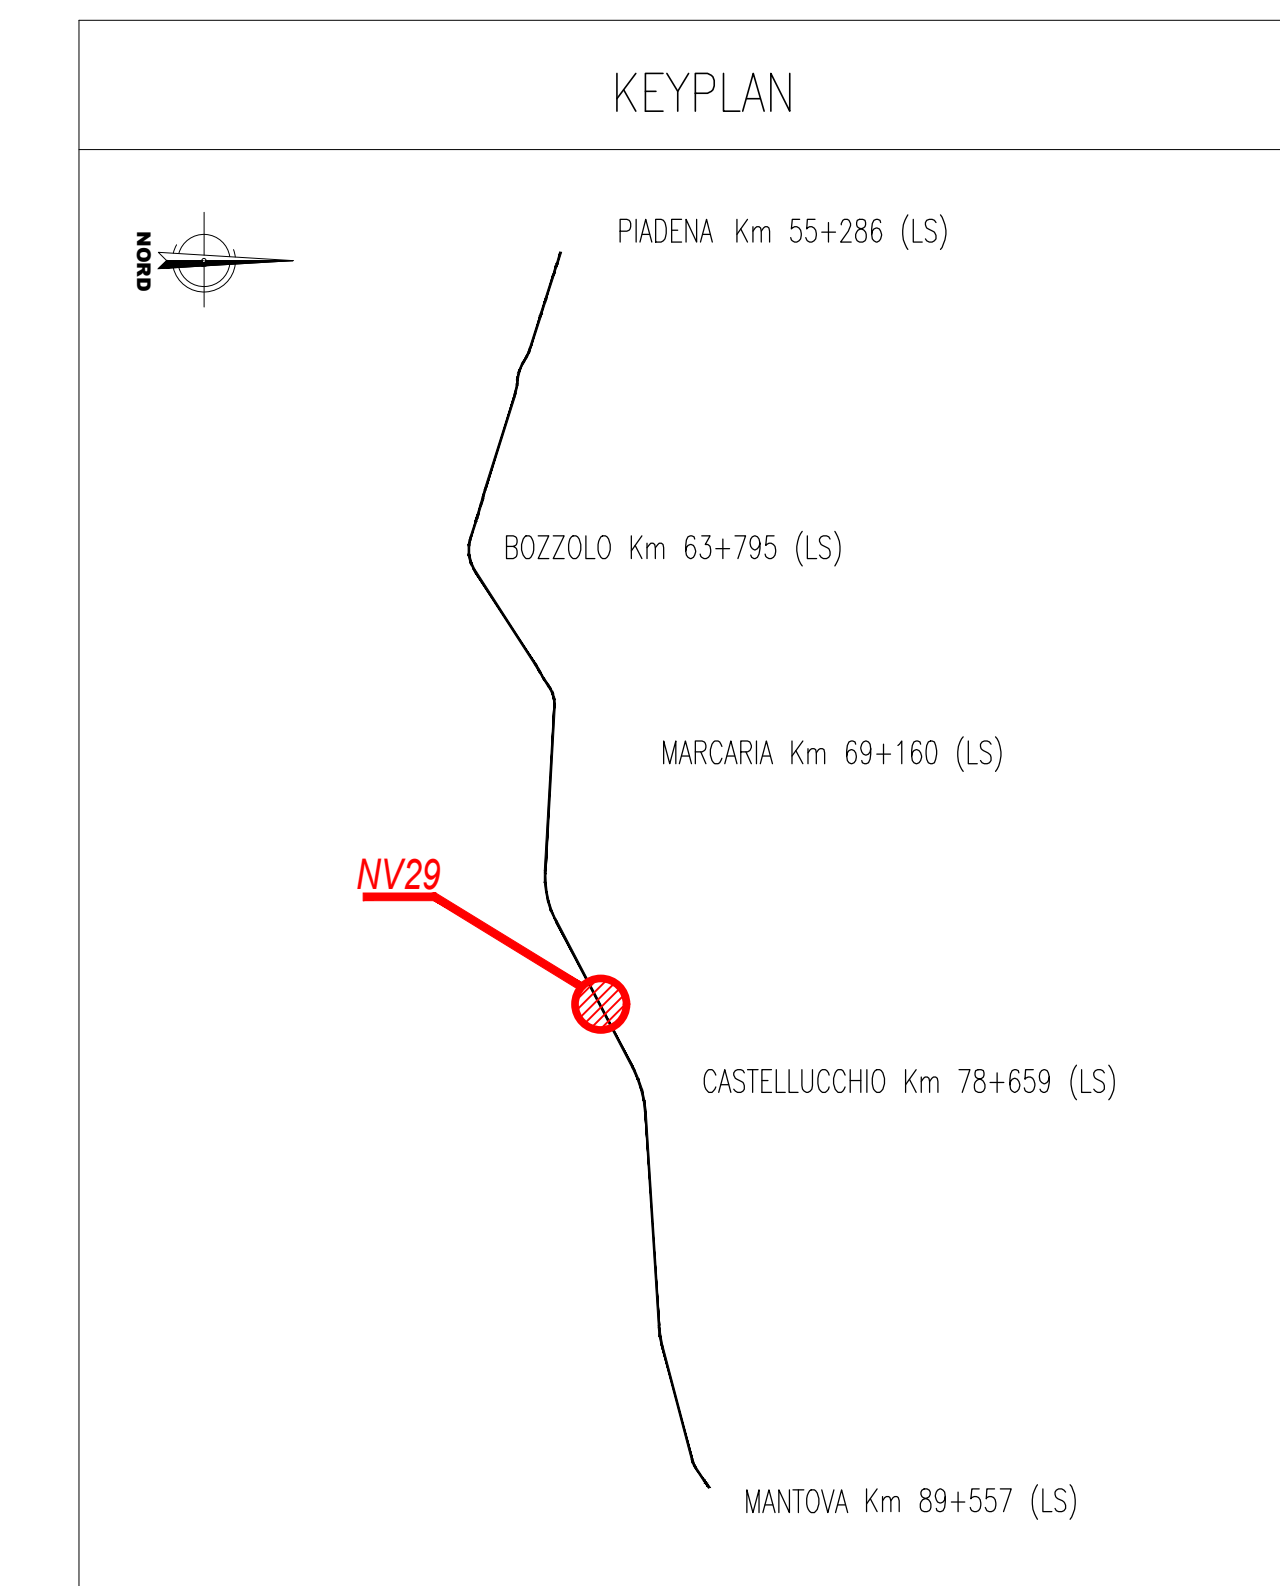 KEYPLAN
NORD
PIADENA Km 55+286 (LS)
BOZZOLO Km 63+795 (LS)
MARCARIA Km 69+160 (LS)
NV29
CASTELLUCCHIO Km 78+659 (LS)
MANTOVA Km 89+557 (LS)